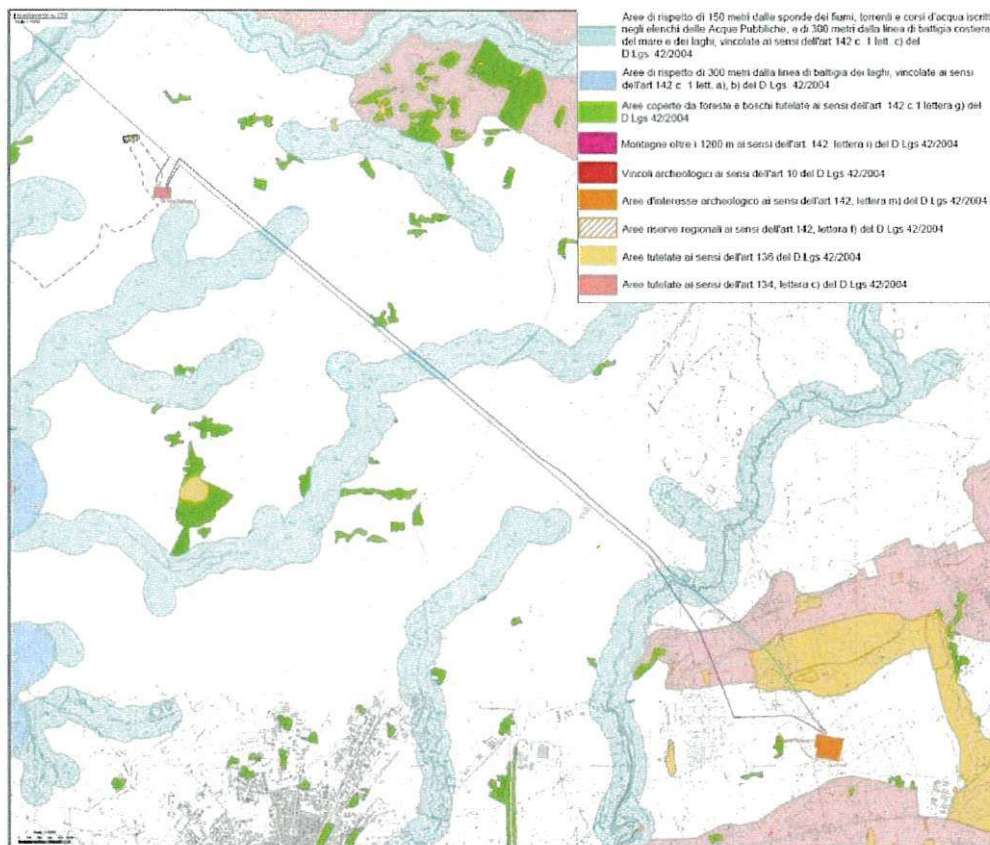 Aree di rispetto di 150 metri dalle sponde dei fiumi, torrenti e corsi d'acqua iscritti
negli elenchi delle Acque Pubbliche, e di 300 metri dalla linea di battigia costiera
del mare e dei laghi, vincolate ai sensi dell'art 142 c 1 lett. c) del
D.Lgs 42/2004
Aree di rispetto di 300 metri dalla linea di battigia dei laghi, vincolate ai sensi
dell'art 142 c 1 lett. a), b) del D.Lgs 42/2004
Aree coperte da foreste e boschi tutelate ai sensi dell'art 142 c 1 lettera g) del
D.Lgs 42/2004
Montagne oltre i 1200 m ai sensi dell'art. 142, lettera i) del D.Lgs 42/2004
Vincoli archeologici ai sensi dell'art 10 del D.Lgs 42/2004
Aree d'interesse archeologico ai sensi dell'art 142, lettera m) del D.Lgs 42/2004
Aree riserve regionali ai sensi dell'art 142, lettera f) del D.Lgs 42/2004
Aree tutelate ai sensi dell'art 136 del D.Lgs 42/2004
Aree tutelate ai sensi dell'art 134, lettera c) del D.Lgs 42/2004